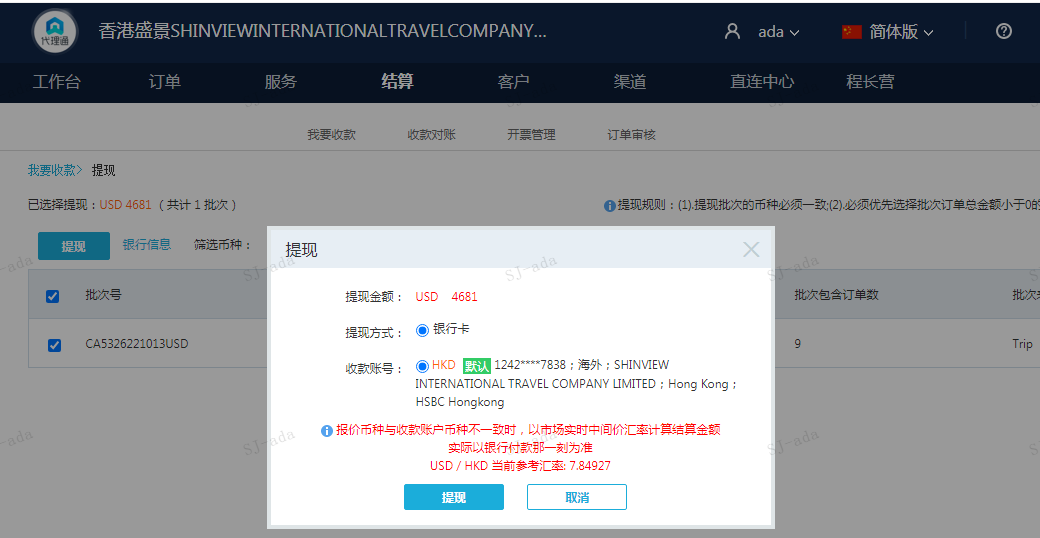 代理通
香港盛景SHINVIEWINTERNATIONALTRAVELCOMPANY...
ada
简体版
工作台
订单
服务
结算
客户
渠道
直连中心
程长营
我要收款
收款对账
开票管理
订单审核
我要收款> 提现
已选择提现：USD 4681 （ 共计 1 批次 ）
提现规则：(1).提现批次的币种必须一致;(2).必须优先选择批次订单总金额小于0的
提现
银行信息
筛选币种：
批次号
批次包含订单数
批次
CA5326221013USD
9
Trip
提现
提现金额： USD 4681
提现方式： 银行卡
收款账号： HKD 默认 1242****7838；海外；SHINVIEW
INTERNATIONAL TRAVEL COMPANY LIMITED；Hong Kong；
HSBC Hongkong
报价币种与收款账户币种不一致时，以市场实时中间价汇率计算结算金额
实际以银行付款那一刻为准
USD / HKD 当前参考汇率: 7.84927
提现
取消
SJ-ada
SJ-ada
SJ-ada
SJ-ada
SJ-ada